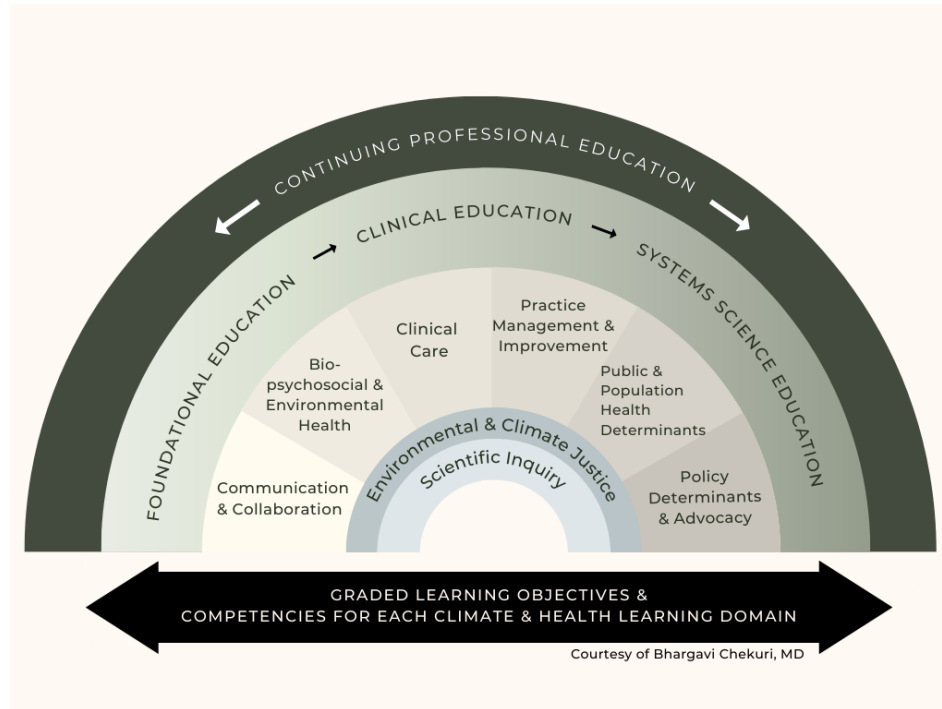 CONTINUING PROFESSIONAL EDUCATION
FOUNDATIONAL EDUCATION
CLINICAL EDUCATION
SYSTEMS SCIENCE EDUCATION
Communication
& Collaboration
Bio-
psychosocial &
Environmental
Health
Clinical
Care
Practice
Management &
Improvement
Public &
Population
Health
Determinants
Policy
Determinants
& Advocacy
Environmental & Climate Justice
Scientific Inquiry
GRADED LEARNING OBJECTIVES &
COMPETENCIES FOR EACH CLIMATE & HEALTH LEARNING DOMAIN
Courtesy of Bhargavi Chekuri, MD